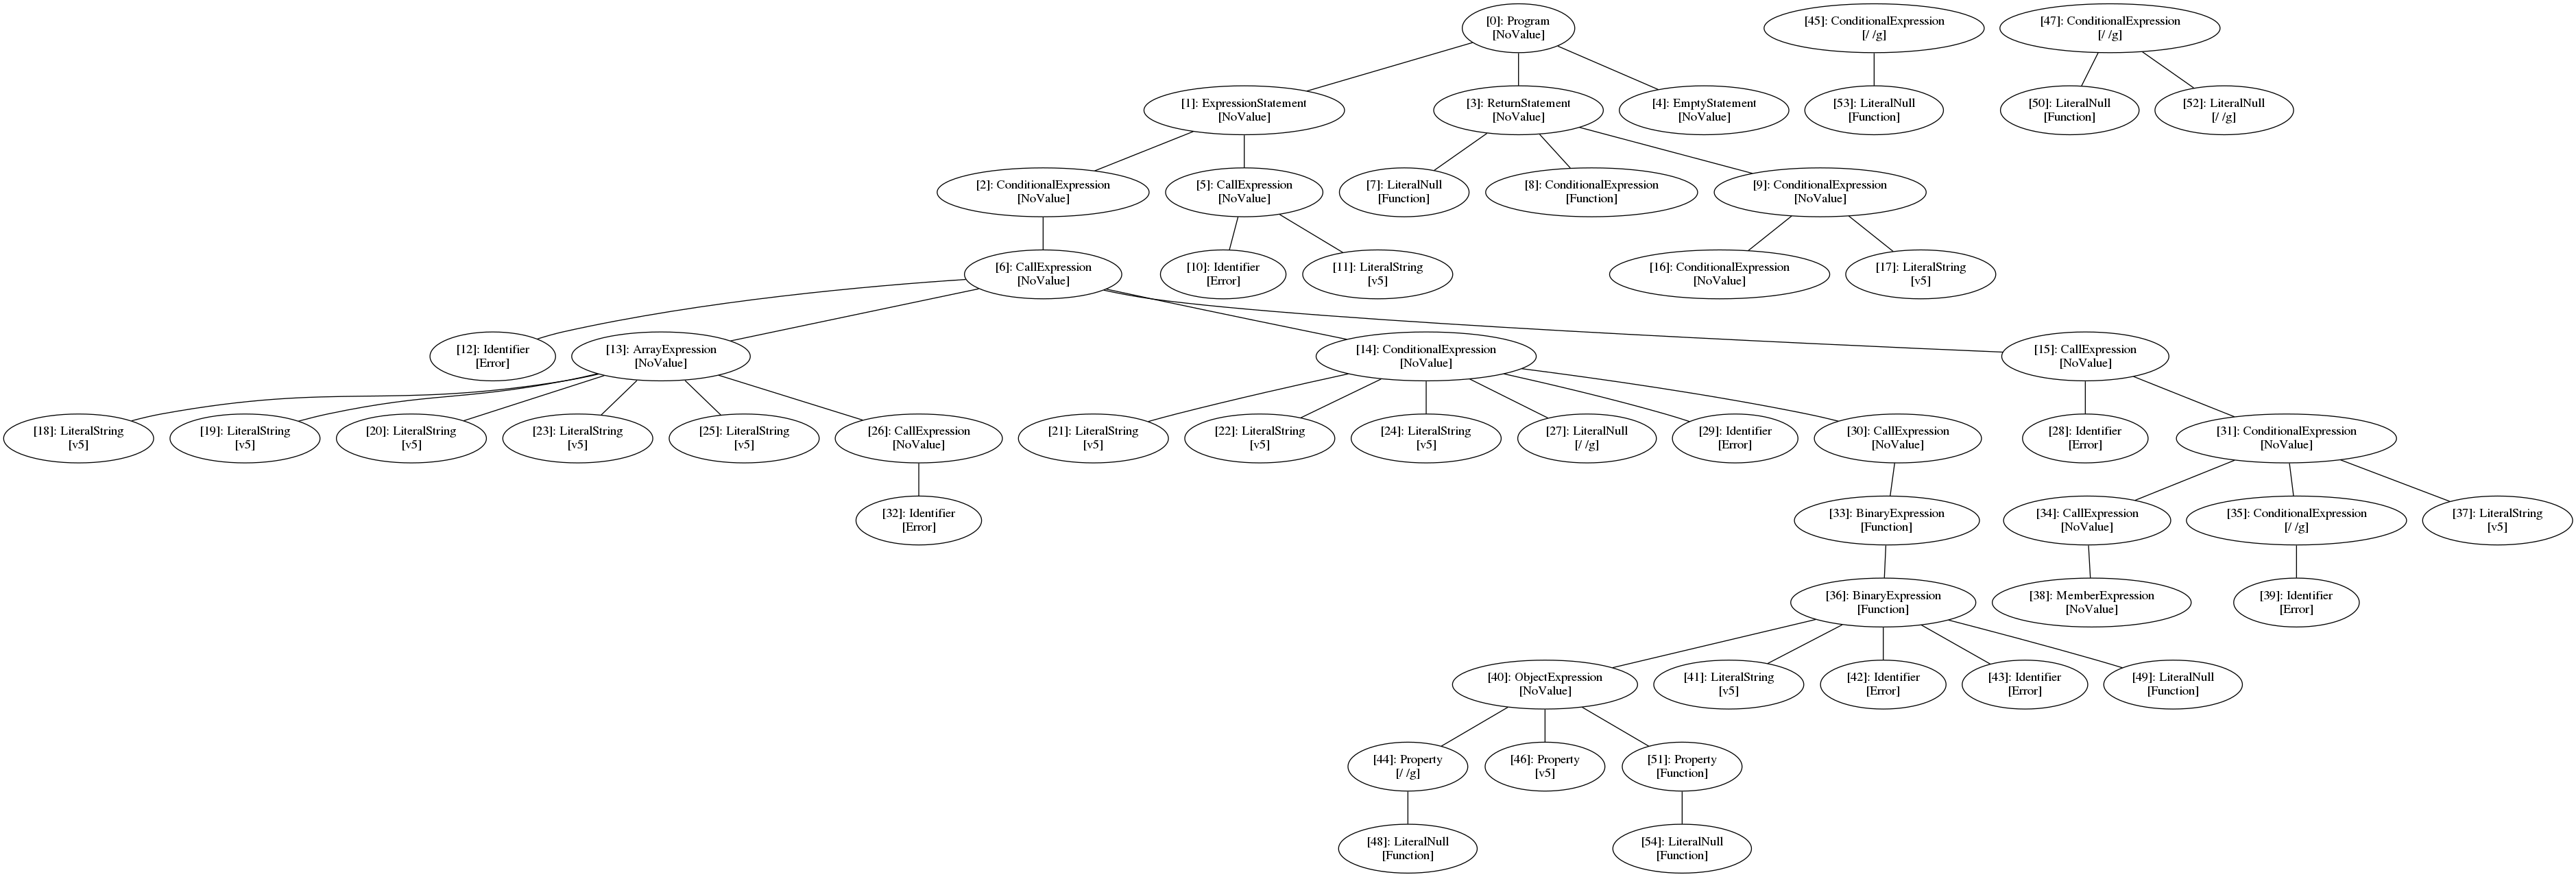 [0]: Program
[NoValue]
[45]: ConditionalExpression
[/ /g]
[47]: ConditionalExpression
[/ /g]
[1]: ExpressionStatement
[NoValue]
[3]: ReturnStatement
[NoValue]
[4]: EmptyStatement
[NoValue]
[53]: LiteralNull
[Function]
[50]: LiteralNull
[Function]
[52]: LiteralNull
[/ /g]
[2]: ConditionalExpression
[NoValue]
[5]: CallExpression
[NoValue]
[7]: LiteralNull
[Function]
[8]: ConditionalExpression
[Function]
[9]: ConditionalExpression
[NoValue]
[6]: CallExpression
[NoValue]
[10]: Identifier
[Error]
[11]: LiteralString
[v5]
[16]: ConditionalExpression
[NoValue]
[17]: LiteralString
[v5]
[12]: Identifier
[Error]
[13]: ArrayExpression
[NoValue]
[14]: ConditionalExpression
[NoValue]
[15]: CallExpression
[NoValue]
[18]: LiteralString
[v5]
[19]: LiteralString
[v5]
[20]: LiteralString
[v5]
[23]: LiteralString
[v5]
[25]: LiteralString
[v5]
[26]: CallExpression
[NoValue]
[21]: LiteralString
[v5]
[22]: LiteralString
[v5]
[24]: LiteralString
[v5]
[27]: LiteralNull
[/ /g]
[29]: Identifier
[Error]
[30]: CallExpression
[NoValue]
[28]: Identifier
[Error]
[31]: ConditionalExpression
[NoValue]
[32]: Identifier
[Error]
[33]: BinaryExpression
[Function]
[34]: CallExpression
[NoValue]
[35]: ConditionalExpression
[/ /g]
[37]: LiteralString
[v5]
[36]: BinaryExpression
[Function]
[38]: MemberExpression
[NoValue]
[39]: Identifier
[Error]
[40]: ObjectExpression
[NoValue]
[41]: LiteralString
[v5]
[42]: Identifier
[Error]
[43]: Identifier
[Error]
[49]: LiteralNull
[Function]
[44]: Property
[/ /g]
[46]: Property
[v5]
[51]: Property
[Function]
[48]: LiteralNull
[Function]
[54]: LiteralNull
[Function]